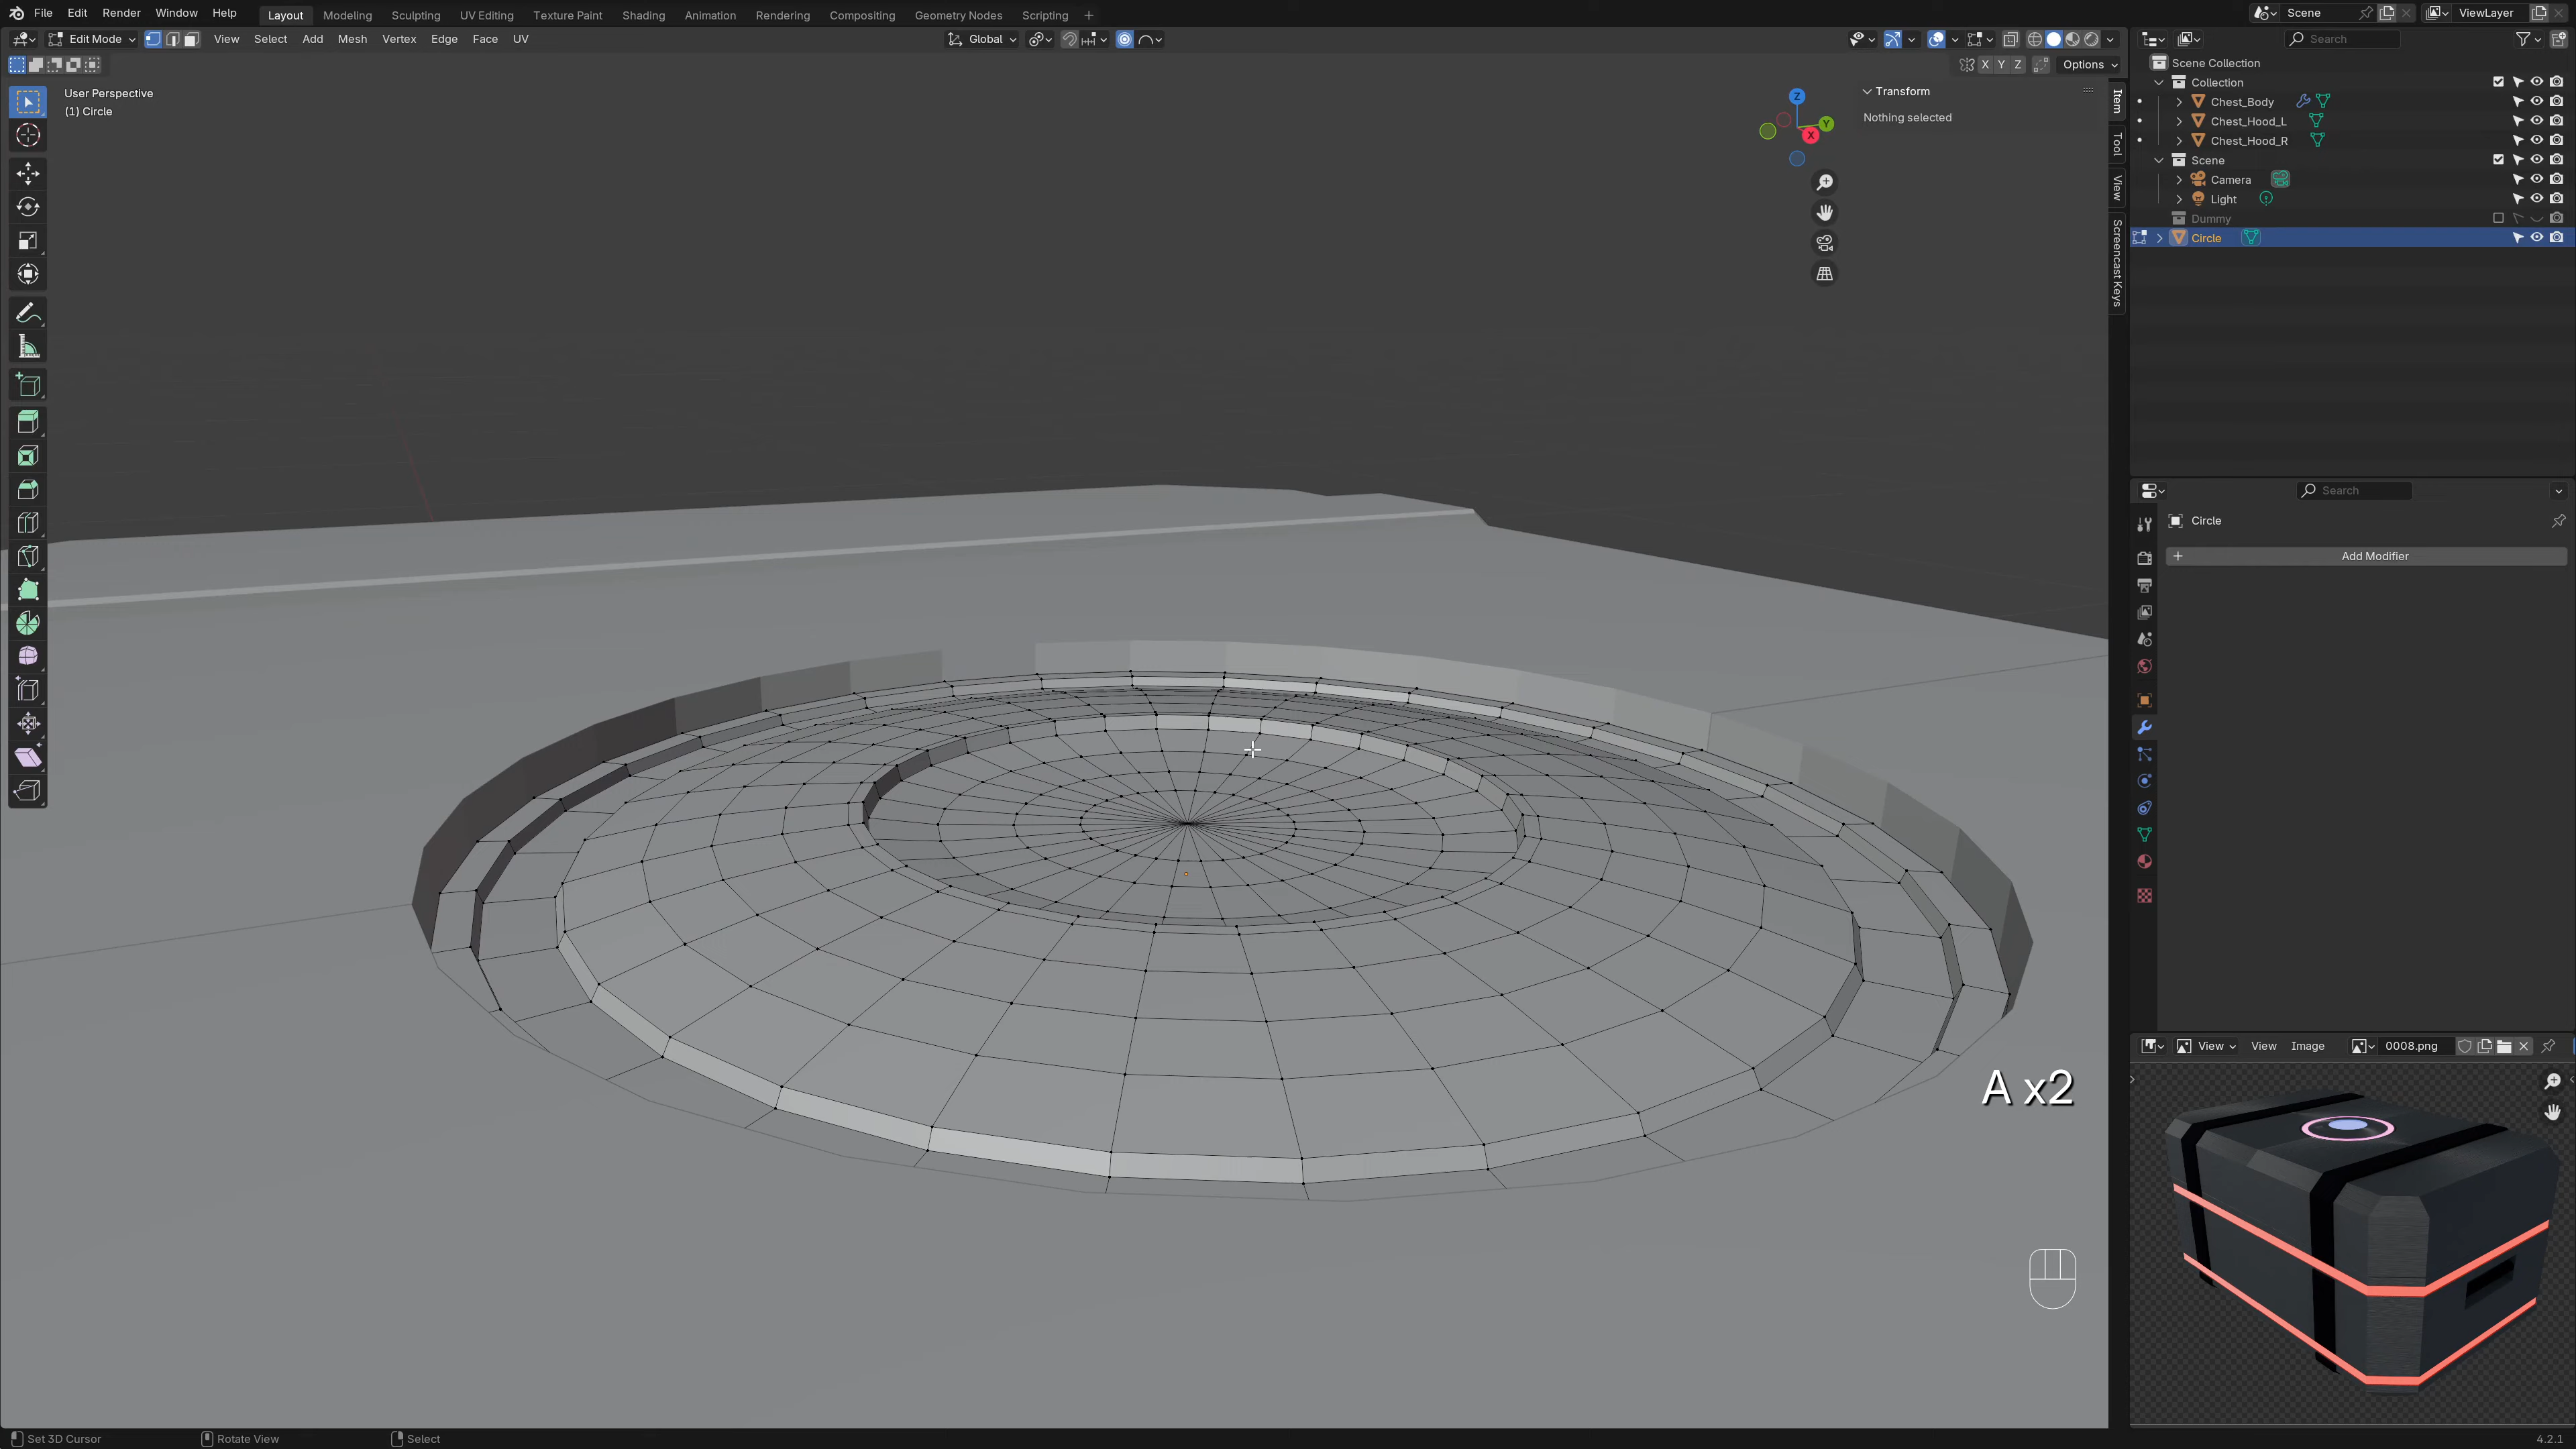 File Edit Render Window Help Layout Modeling Sculpting UV Editing Texture Paint Shading Animation Rendering Compositing Geometry Nodes Scripting Scene ViewLayer
Edit Mode View Select Add Mesh Vertex Edge Face UV Global Search
X Y Z Options
Scene Collection
Collection
Chest_Body
Chest_Hood_L
Chest_Hood_R
Scene
Camera
Light
Dummy
Circle
User Perspective
(1) Circle
Transform
Nothing selected
Z
Y
X
Item
Tool
View
Screencast Keys
Search
Circle
Add Modifier
View View Image 0008.png
A x2
Set 3D Cursor Rotate View Select 4.2.1